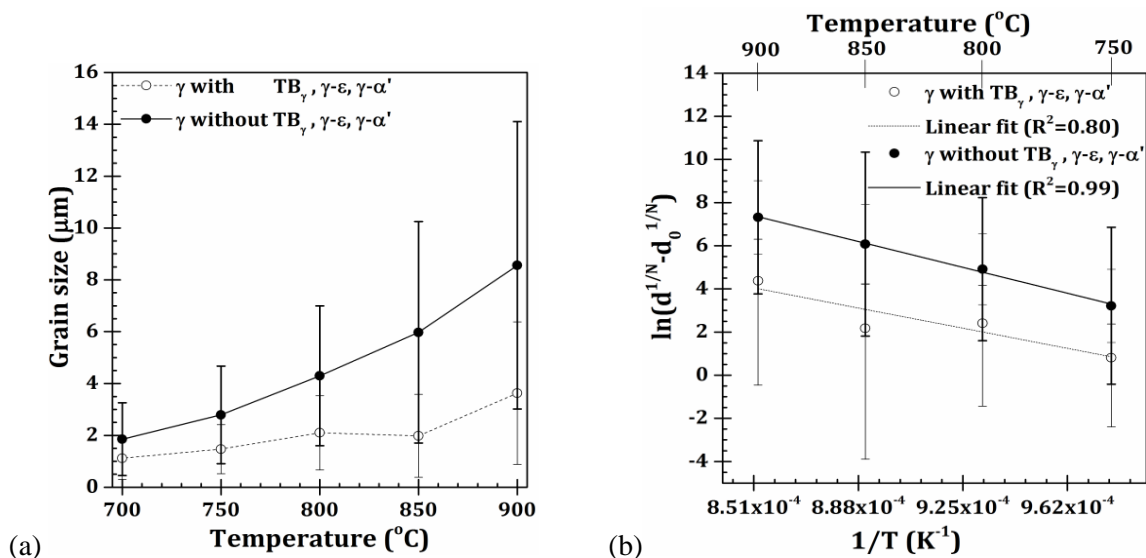 16
14
12
10
8
6
4
2
0
Grain size (μm)
γ with TBγ, γ-ε, γ-α'
γ without TBγ, γ-ε, γ-α'
700 750 800 850 900
Temperature (°C)
(a)
Temperature (°C)
900 850 800 750
14
12
10
8
6
4
2
0
-2
-4
ln(d^1/N-d₀^1/N)
γ with TBγ, γ-ε, γ-α'
Linear fit (R²=0.80)
γ without TBγ, γ-ε, γ-α'
Linear fit (R²=0.99)
8.51x10⁻⁴ 8.88x10⁻⁴ 9.25x10⁻⁴ 9.62x10⁻⁴
1/T (K⁻¹)
(b)